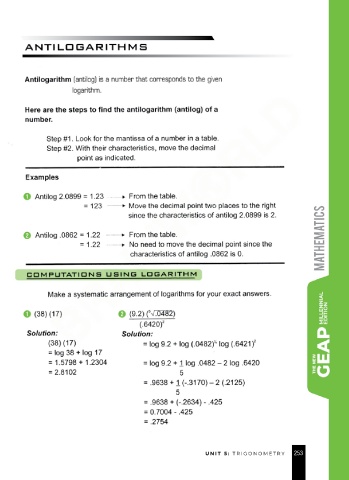 ANTILOGARITHMS
Antilogarithm (antilog) is a number that corresponds to the given
logarithm.
Here are the steps to find the antilogarithm (antilog) of a
number.
Step #1. Look for the mantissa of a number in a table.
Step #2. With their characteristics, move the decimal
point as indicated.
Examples
1 Antilog 2.0899 = 1.23 → From the table.
= 123 → Move the decimal point two places to the right
since the characteristics of antilog 2.0899 is 2.
2 Antilog .0862 = 1.22 → From the table.
= 1.22 → No need to move the decimal point since the
characteristics of antilog .0862 is 0.
COMPUTATIONS USING LOGARITHM
Make a systematic arrangement of logarithms for your exact answers.
1 (38) (17)
Solution:
(38) (17)
= log 38 + log 17
= 1.5798 + 1.2304
= 2.8102
2 (9.2) (⁵√.0482)
(.6420)²
Solution:
= log 9.2 + log (.0482)⁵ log (.6421)²
= log 9.2 + 1 log .0482 – 2 log .6420
5
= .9638 + 1 (-.3170) – 2 (.2125)
5
= .9638 + (-.2634) - .425
= 0.7004 - .425
= .2754
MATHEMATICS
THE NEW
GEAP MILLENNIAL
EDITION
UNIT 5: TRIGONOMETRY 253